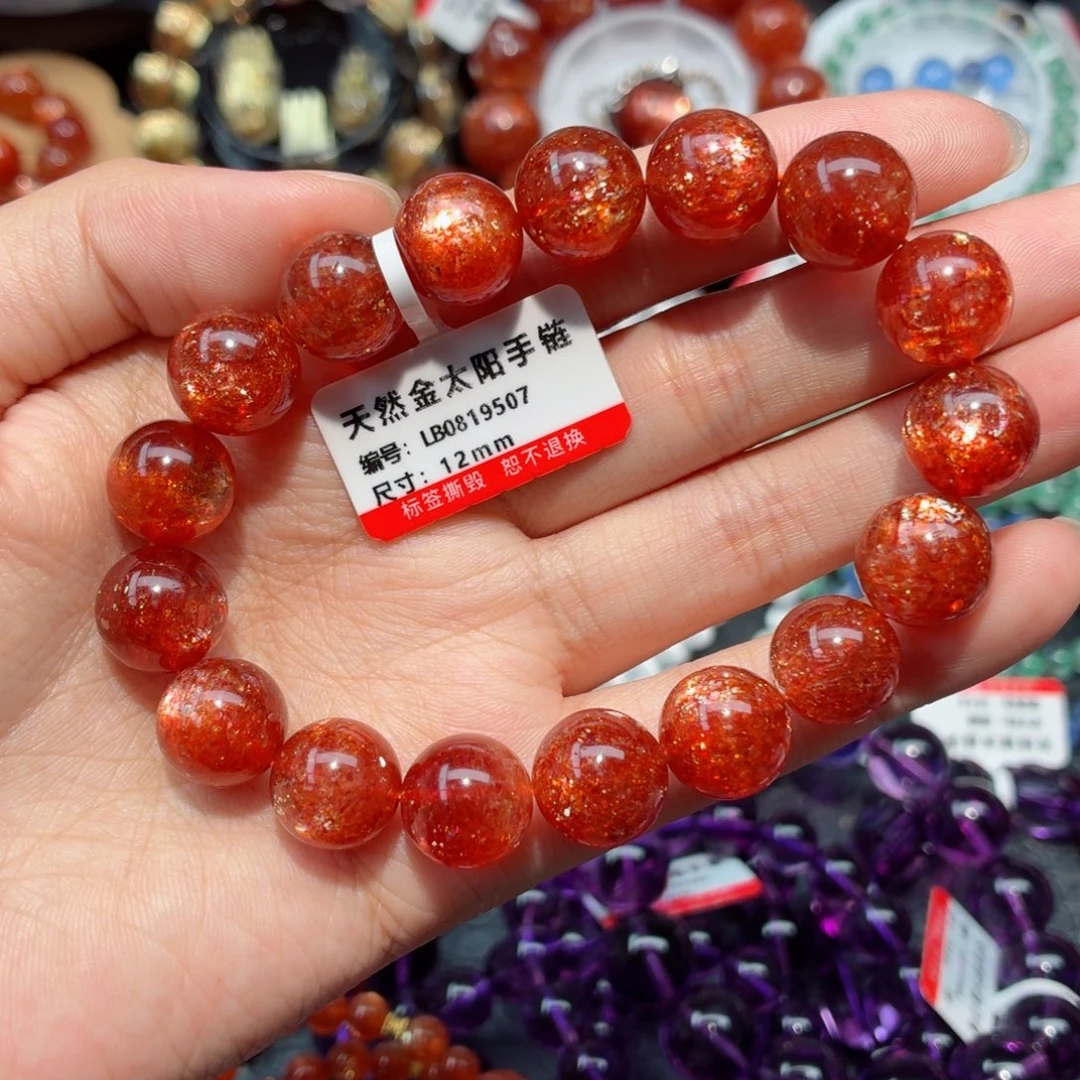 天然金太阳手链
编号：LB0819507
尺寸：12mm
标签撕毁 恕不退换